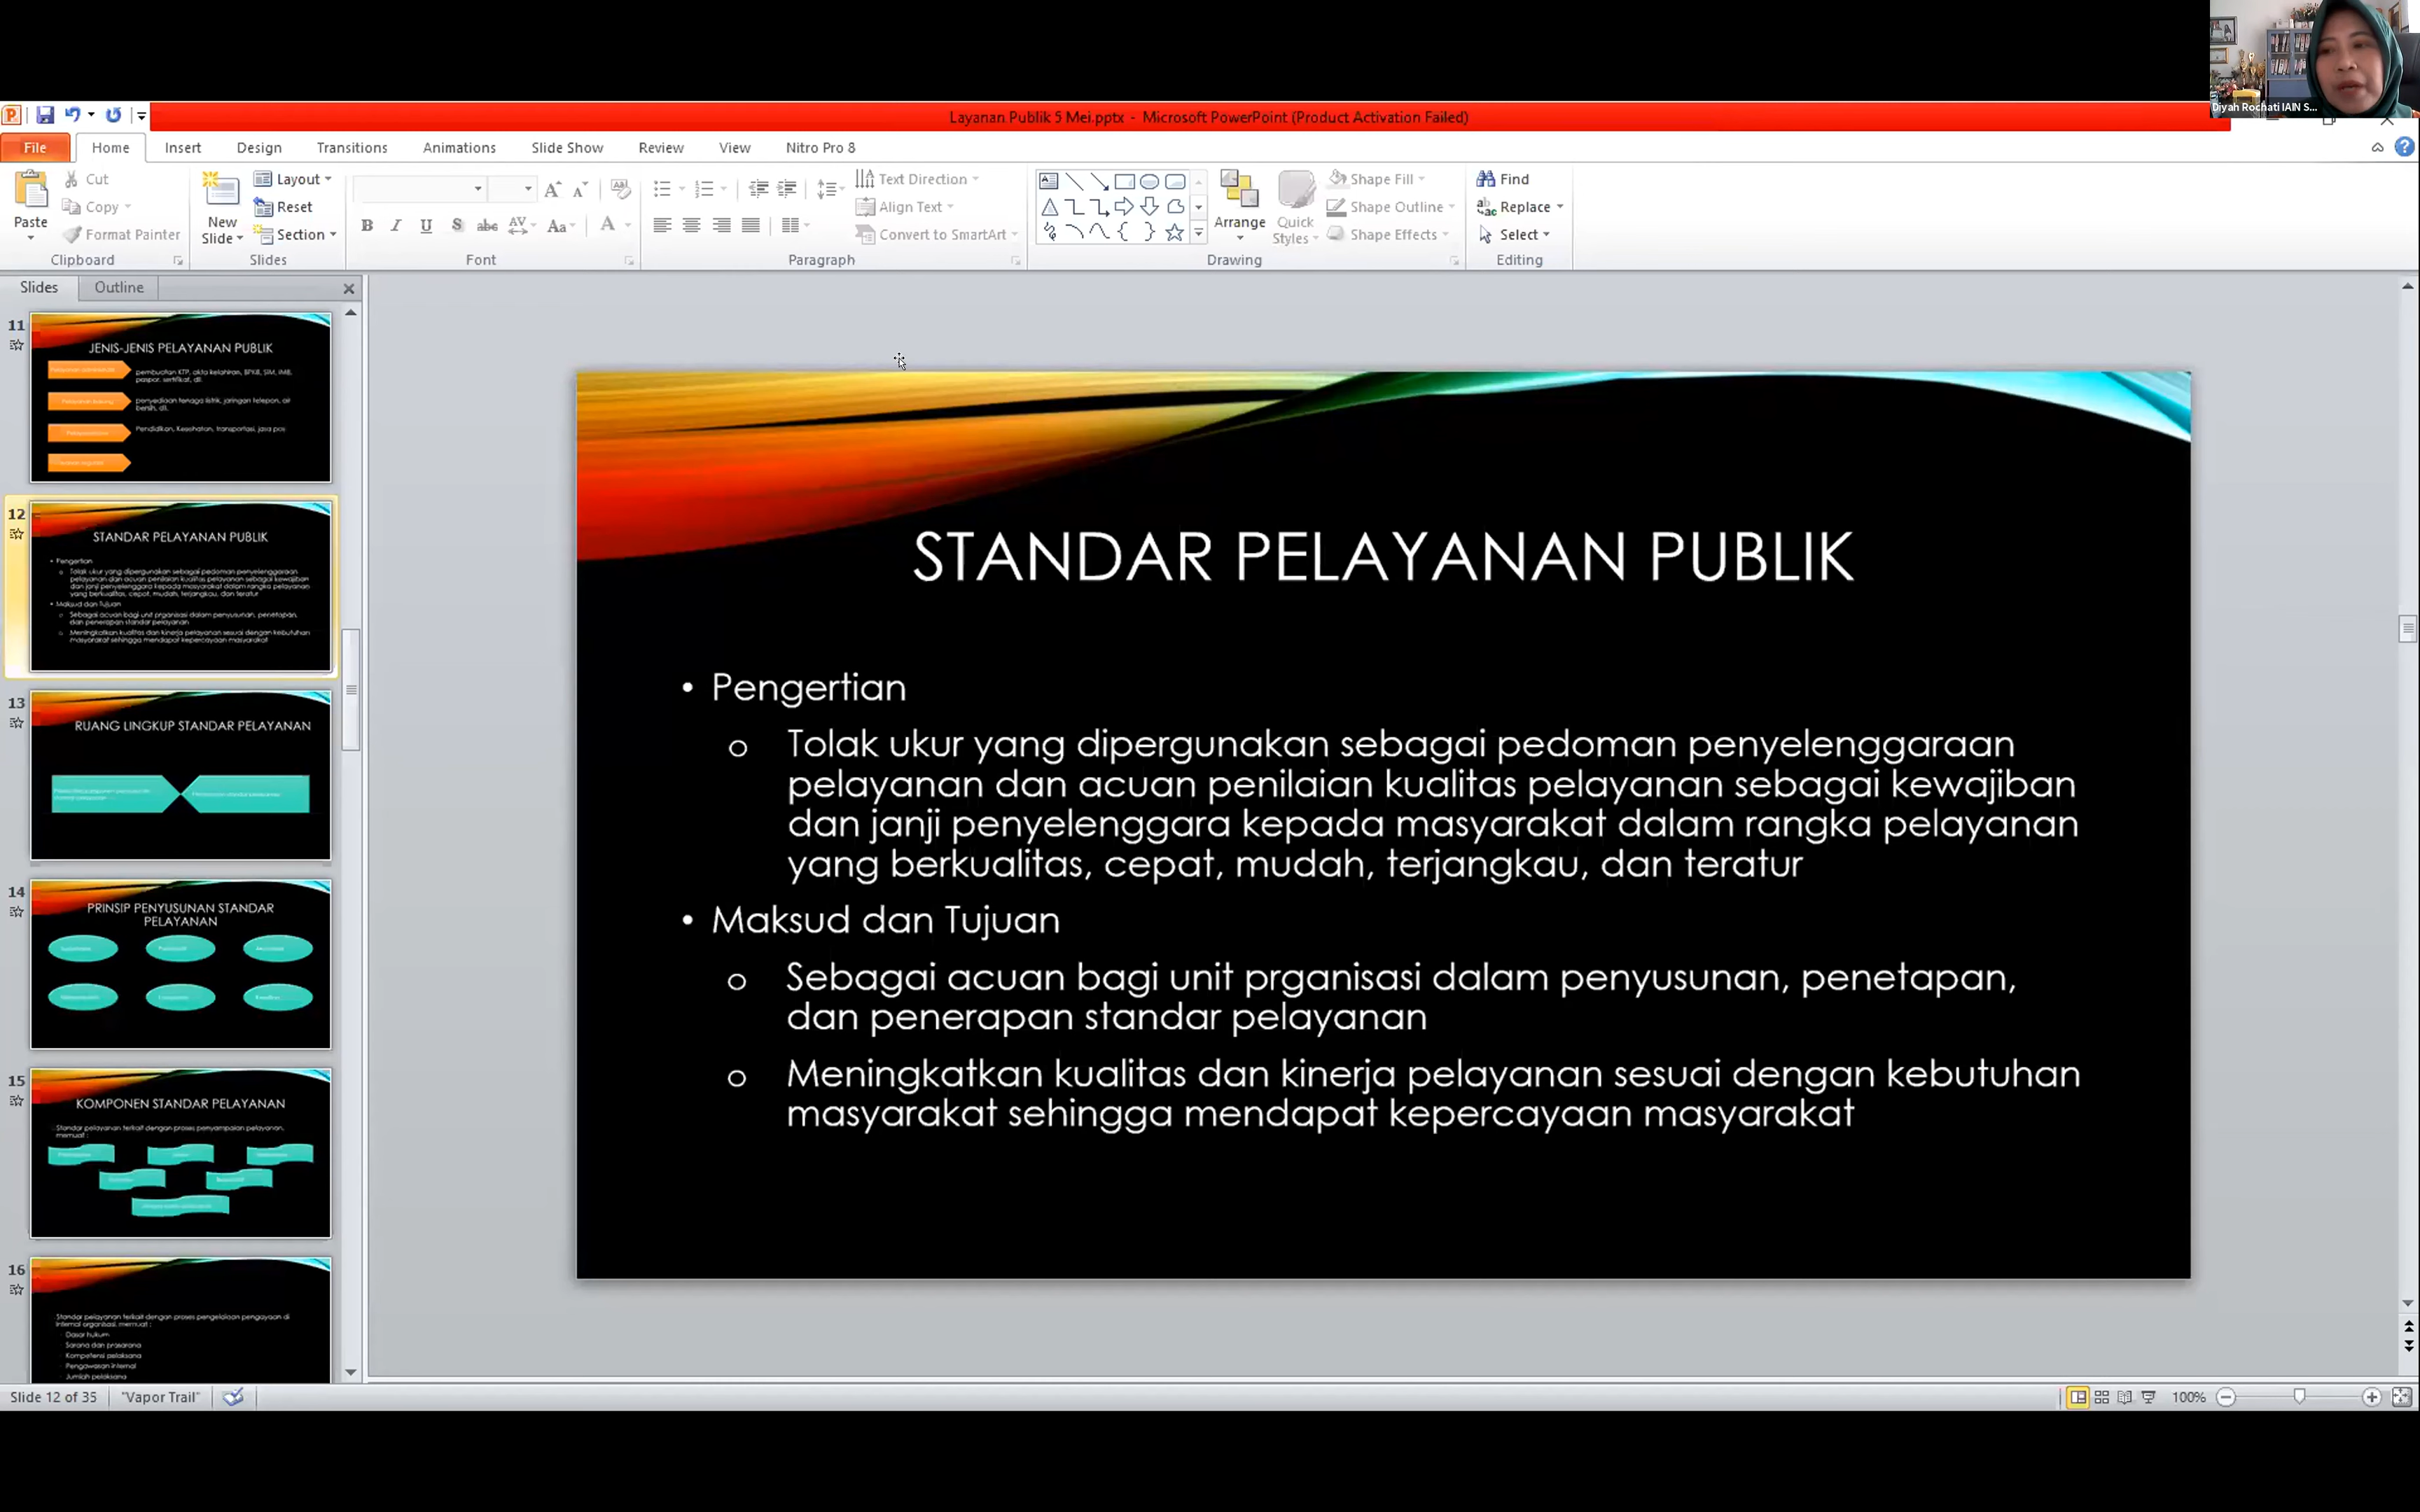 Diyah Rochati IAIN S...
Layanan Publik 5 Mei.pptx - Microsoft PowerPoint (Product Activation Failed)
File Home Insert Design Transitions Animations Slide Show Review View Nitro Pro 8
Paste
Cut
Copy
Format Painter
Clipboard
New Slide
Layout
Reset
Section
Slides
B I U S abc AV Aa A
Font
Text Direction
Align Text
Convert to SmartArt
Paragraph
Arrange
Quick Styles
Shape Fill
Shape Outline
Shape Effects
Drawing
Find
Replace
Select
Editing
Slides Outline
11
JENIS-JENIS PELAYANAN PUBLIK
pembuatan KTP, akta kelahiran, BPKB, SIM, IMB,
paspor, sertifikat, dll.
penyediaan tenaga listrik, jaringan telepon, air
bersih, dll.
Pendidikan, Kesehatan, transportasi, jasa pos
12
STANDAR PELAYANAN PUBLIK
• Pengertian
o Tolak ukur yang dipergunakan sebagai pedoman penyelenggaraan
pelayanan dan acuan penilaian kualitas pelayanan sebagai kewajiban
dan janji penyelenggara kepada masyarakat dalam rangka pelayanan
yang berkualitas, cepat, mudah, terjangkau, dan teratur
• Maksud dan Tujuan
o Sebagai acuan bagi unit prganisasi dalam penyusunan, penetapan,
dan penerapan standar pelayanan
o Meningkatkan kualitas dan kinerja pelayanan sesuai dengan kebutuhan
masyarakat sehingga mendapat kepercayaan masyarakat
13
RUANG LINGKUP STANDAR PELAYANAN
14
PRINSIP PENYUSUNAN STANDAR
PELAYANAN
15
KOMPONEN STANDAR PELAYANAN
Standar pelayanan terkait dengan proses penyampaian pelayanan,
memuat :
16
Standar pelayanan terkait dengan proses pengelolaan pengayaan di
internal organisasi, memuat :
Dasar hukum
Sarana dan prasarana
Kompetensi pelaksana
Pengawasan internal
Jumlah pelaksana
STANDAR PELAYANAN PUBLIK
• Pengertian
o Tolak ukur yang dipergunakan sebagai pedoman penyelenggaraan
pelayanan dan acuan penilaian kualitas pelayanan sebagai kewajiban
dan janji penyelenggara kepada masyarakat dalam rangka pelayanan
yang berkualitas, cepat, mudah, terjangkau, dan teratur
• Maksud dan Tujuan
o Sebagai acuan bagi unit prganisasi dalam penyusunan, penetapan,
dan penerapan standar pelayanan
o Meningkatkan kualitas dan kinerja pelayanan sesuai dengan kebutuhan
masyarakat sehingga mendapat kepercayaan masyarakat
Slide 12 of 35 "Vapor Trail" 100%